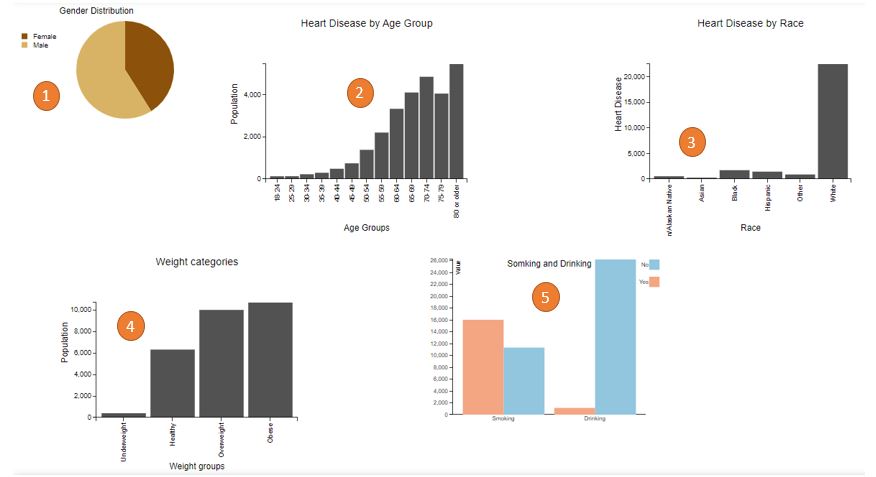 Gender Distribution
Female
Male
1
Heart Disease by Age Group
Population
4,000
2,000
0
2
18-24
25-29
30-34
35-39
40-44
45-49
50-54
55-59
60-64
65-69
70-74
75-79
80 or older
Age Groups
Heart Disease by Race
Heart Disease
20,000
15,000
10,000
5,000
0
3
n/Alaskan Native
Asian
Black
Hispanic
Other
White
Race
Weight categories
Population
10,000
8,000
6,000
4,000
2,000
0
4
Underweight
Healthy
Overweight
Obese
Weight groups
Somking and Drinking
Value
No
Yes
5
26,000
24,000
22,000
20,000
18,000
16,000
14,000
12,000
10,000
8,000
6,000
4,000
2,000
0
Smoking
Drinking